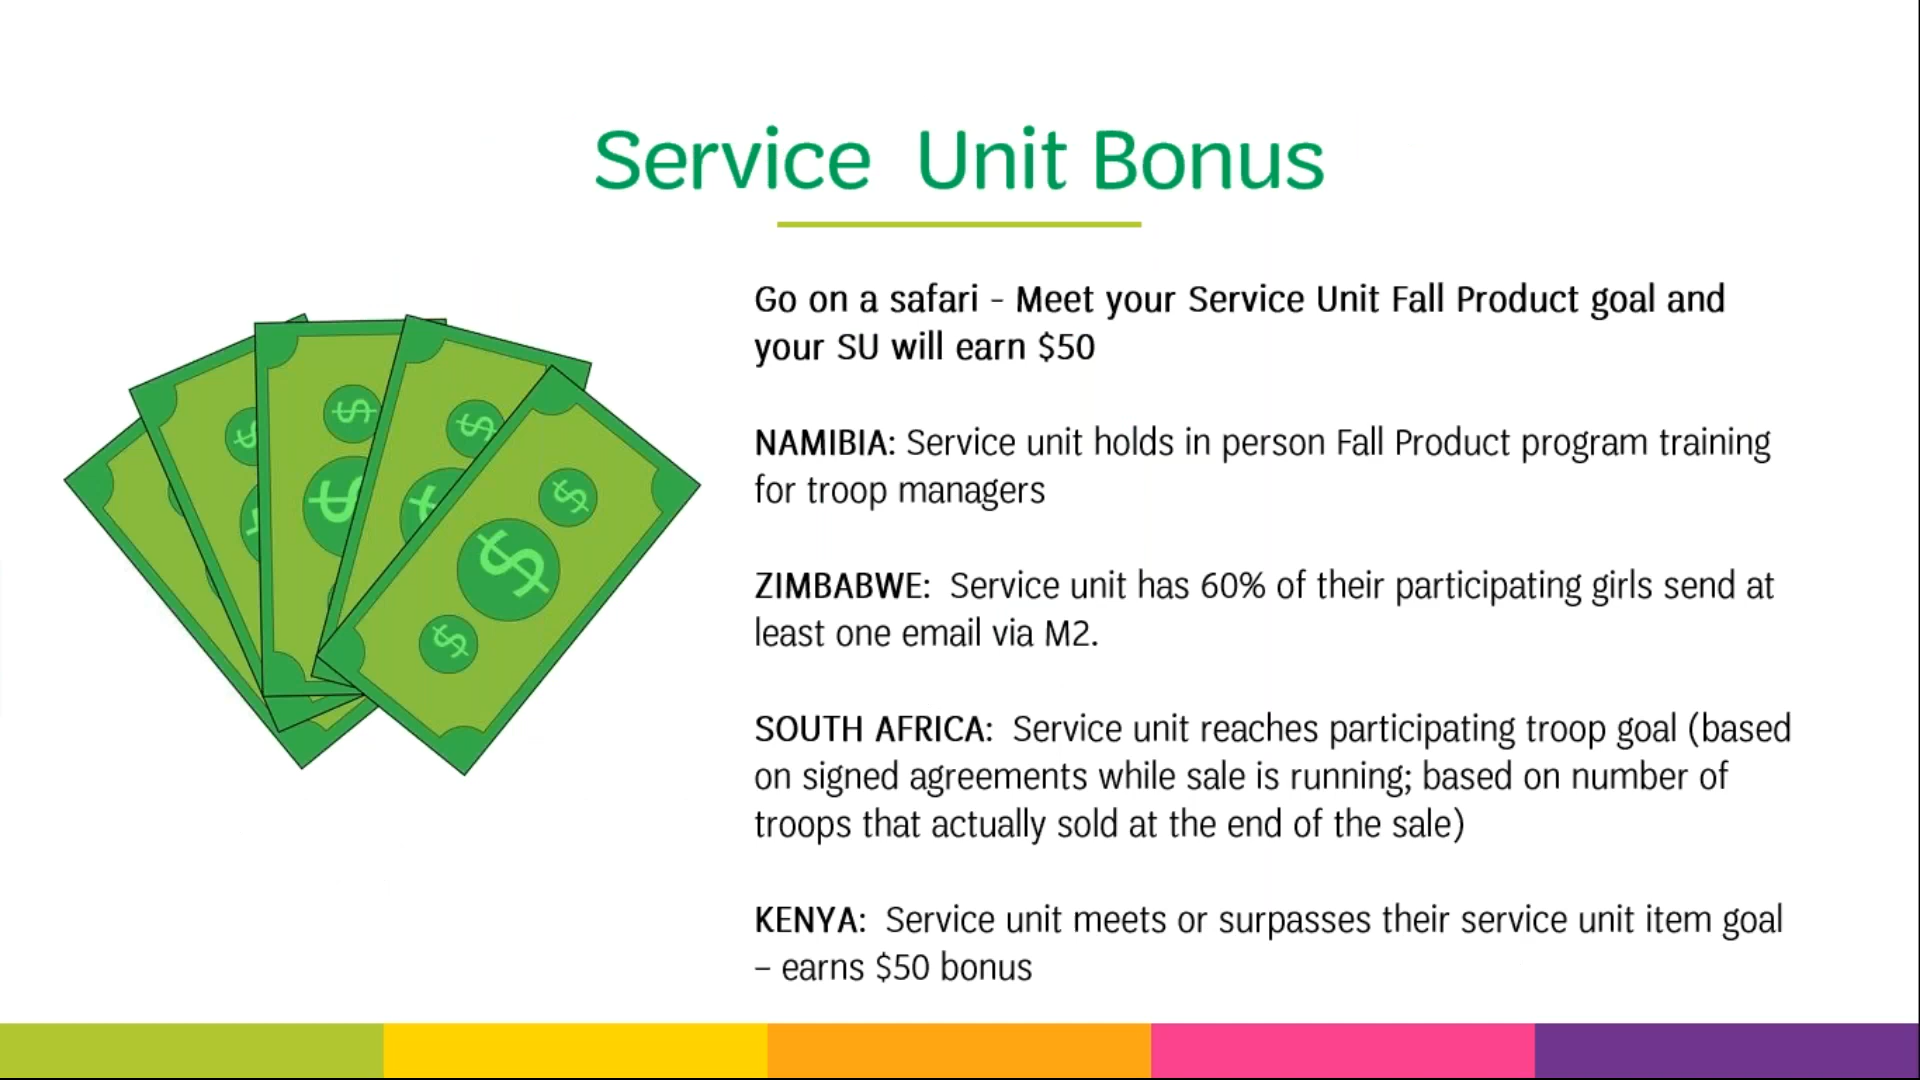 Service  Unit Bonus
Go on a safari - Meet your Service Unit Fall Product goal and
your SU will earn $50
NAMIBIA: Service unit holds in person Fall Product program training
for troop managers
ZIMBABWE:  Service unit has 60% of their participating girls send at
least one email via M2.
SOUTH AFRICA:  Service unit reaches participating troop goal (based
on signed agreements while sale is running; based on number of
troops that actually sold at the end of the sale)
KENYA:  Service unit meets or surpasses their service unit item goal
– earns $50 bonus